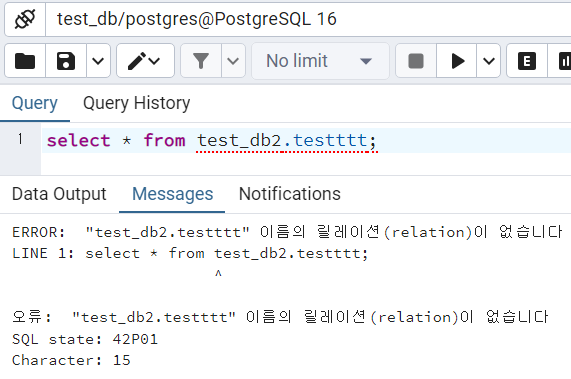 test_db/postgres@PostgreSQL 16
No limit
E
Query Query History
1 select * from test_db2.testttt;
Data Output Messages Notifications
ERROR:  "test_db2.testttt" 이름의 릴레이션(relation)이 없습니다
LINE 1: select * from test_db2.testttt;
^
오류:  "test_db2.testttt" 이름의 릴레이션(relation)이 없습니다
SQL state: 42P01
Character: 15